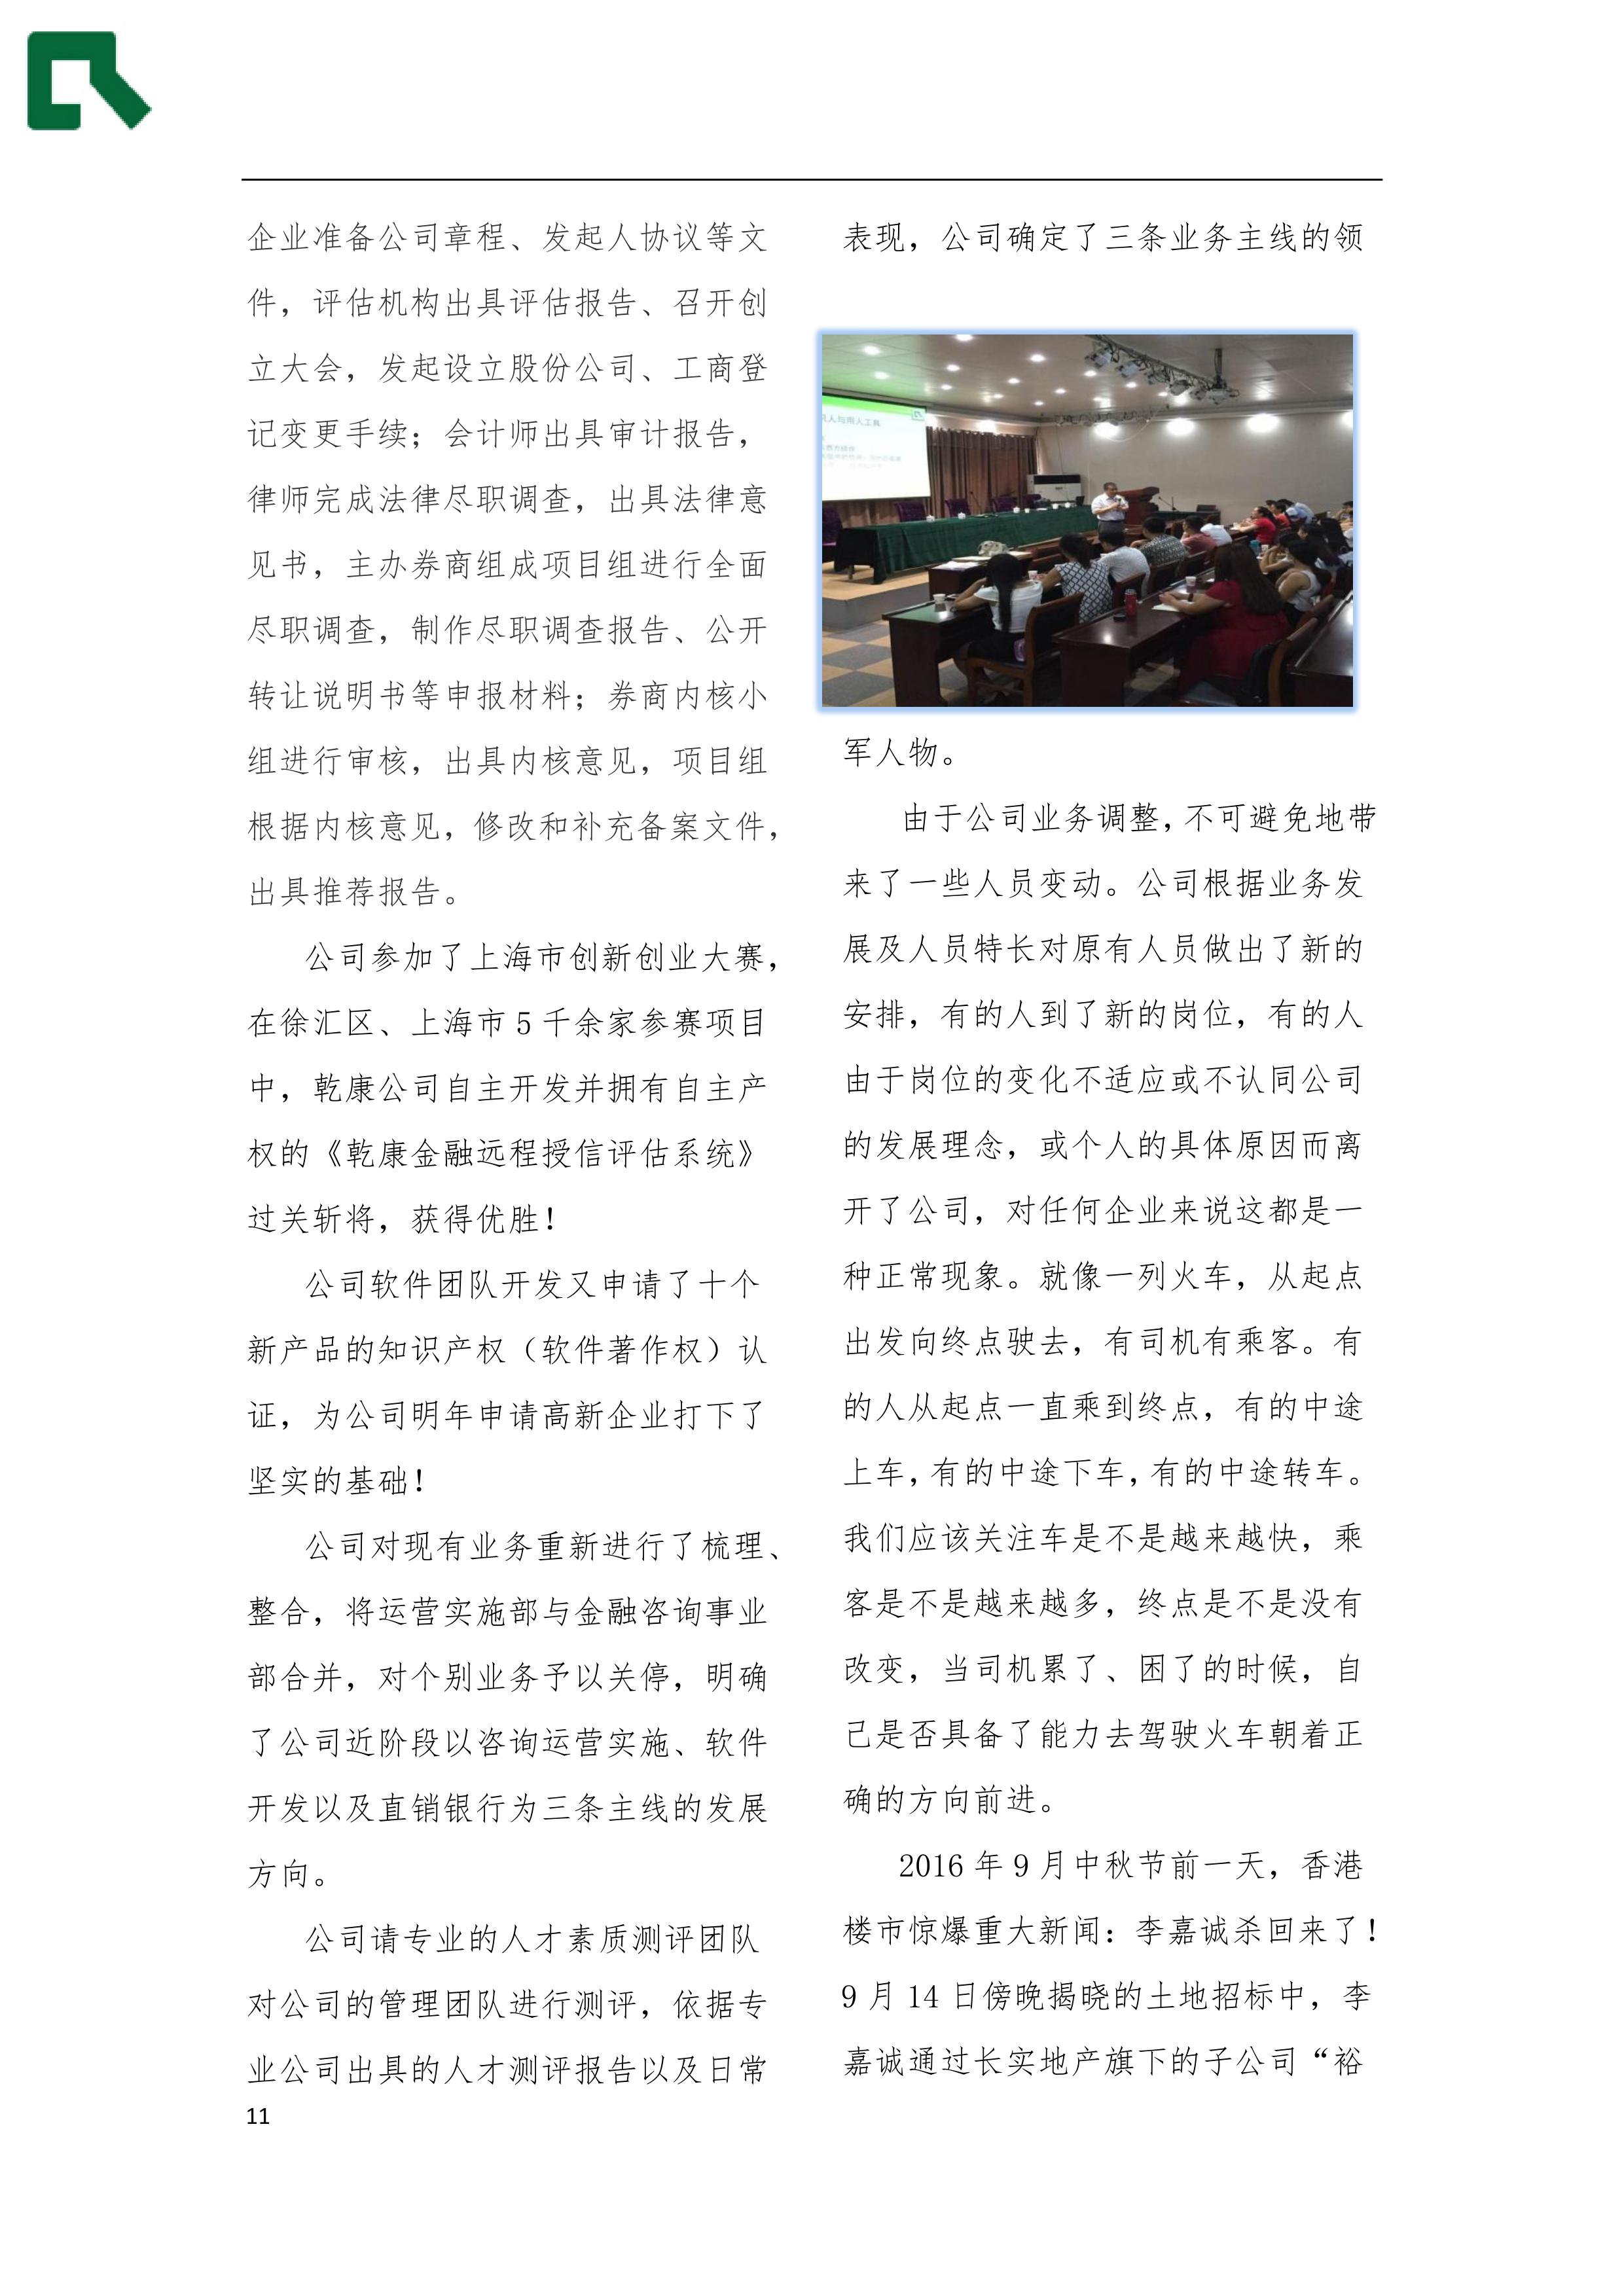 企业准备公司章程、发起人协议等文
件，评估机构出具评估报告、召开创
立大会，发起设立股份公司、工商登
记变更手续；会计师出具审计报告，
律师完成法律尽职调查，出具法律意
见书，主办券商组成项目组进行全面
尽职调查，制作尽职调查报告、公开
转让说明书等申报材料；券商内核小
组进行审核，出具内核意见，项目组
根据内核意见，修改和补充备案文件，
出具推荐报告。
公司参加了上海市创新创业大赛，
在徐汇区、上海市 5 千余家参赛项目
中，乾康公司自主开发并拥有自主产
权的《乾康金融远程授信评估系统》
过关斩将，获得优胜！
公司软件团队开发又申请了十个
新产品的知识产权（软件著作权）认
证，为公司明年申请高新企业打下了
坚实的基础！
公司对现有业务重新进行了梳理、
整合，将运营实施部与金融咨询事业
部合并，对个别业务予以关停，明确
了公司近阶段以咨询运营实施、软件
开发以及直销银行为三条主线的发展
方向。
公司请专业的人才素质测评团队
对公司的管理团队进行测评，依据专
业公司出具的人才测评报告以及日常
表现，公司确定了三条业务主线的领
人与用人工具
军人物。
由于公司业务调整，不可避免地带
来了一些人员变动。公司根据业务发
展及人员特长对原有人员做出了新的
安排，有的人到了新的岗位，有的人
由于岗位的变化不适应或不认同公司
的发展理念，或个人的具体原因而离
开了公司，对任何企业来说这都是一
种正常现象。就像一列火车，从起点
出发向终点驶去，有司机有乘客。有
的人从起点一直乘到终点，有的中途
上车，有的中途下车，有的中途转车。
我们应该关注车是不是越来越快，乘
客是不是越来越多，终点是不是没有
改变，当司机累了、困了的时候，自
己是否具备了能力去驾驶火车朝着正
确的方向前进。
2016 年 9 月中秋节前一天，香港
楼市惊爆重大新闻：李嘉诚杀回来了！
9 月 14 日傍晚揭晓的土地招标中，李
嘉诚通过长实地产旗下的子公司“裕
11